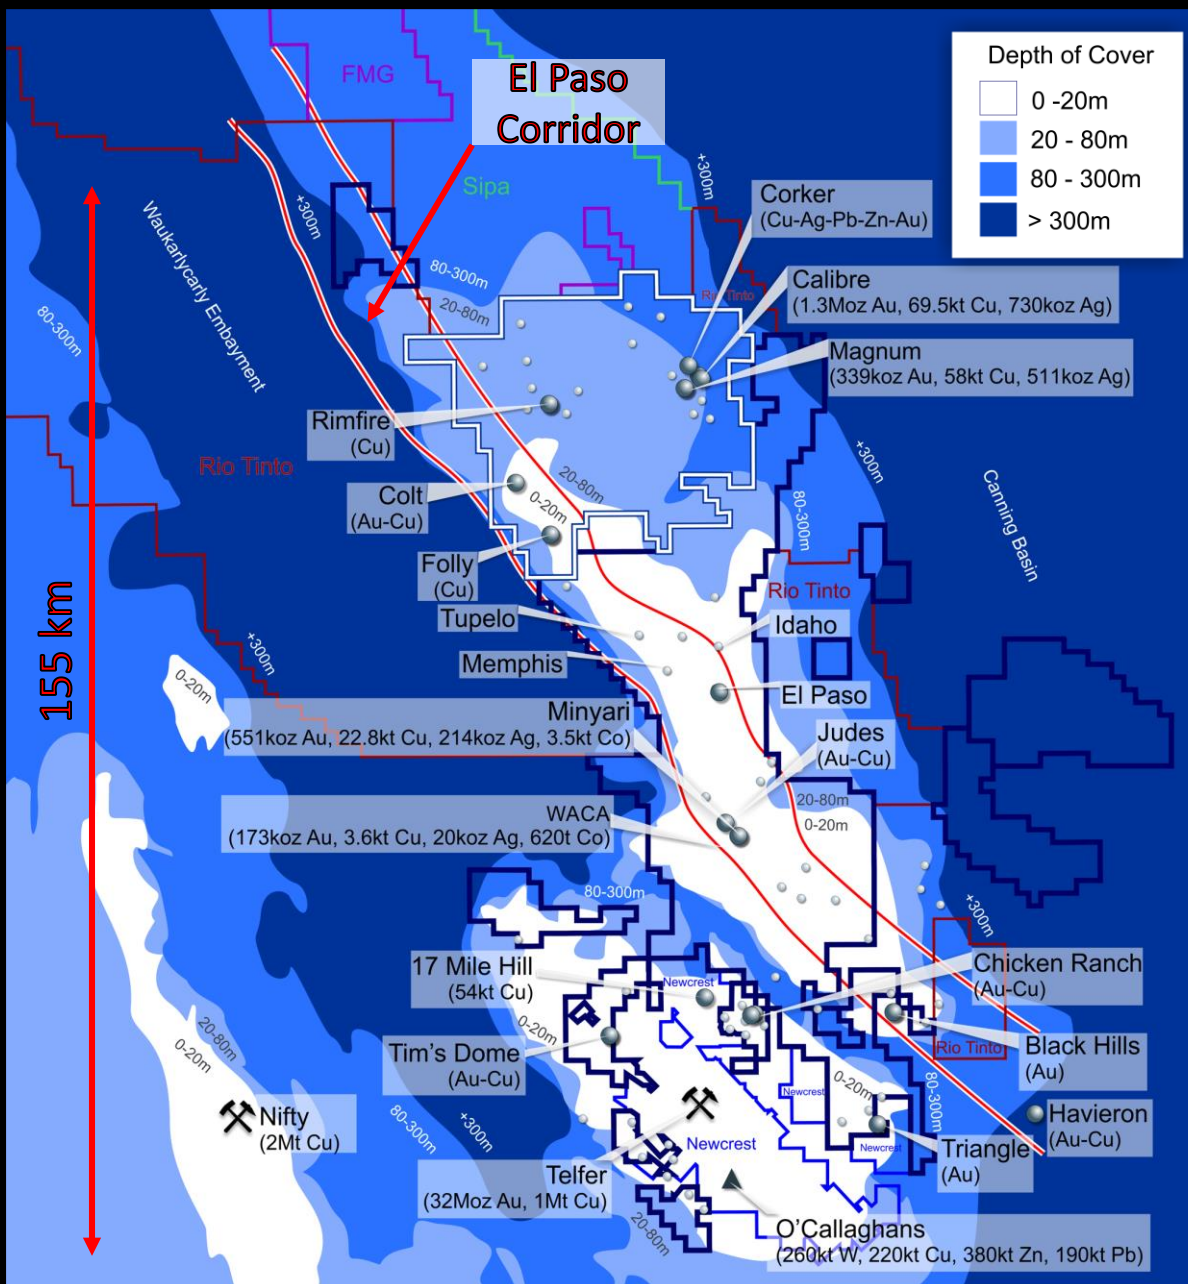 FMG
El Paso
Corridor
Sipa
Depth of Cover
0 -20m
20 - 80m
80 - 300m
> 300m
+300m
+300m
Corker
(Cu-Ag-Pb-Zn-Au)
Waukarlycarly Embayment
80-300m
Rio Tinto
Rio Tinto
Calibre
(1.3Moz Au, 69.5kt Cu, 730koz Ag)
20-80m
80-300m
Magnum
(339koz Au, 58kt Cu, 511koz Ag)
Rimfire
(Cu)
Rio Tinto
+300m
Canning Basin
20-80m
Colt
(Au-Cu)
0-20m
80-300m
Folly
(Cu)
155 km
Rio Tinto
Tupelo
Idaho
+300m
Memphis
0-20m
El Paso
Minyari
(551koz Au, 22.8kt Cu, 214koz Ag, 3.5kt Co)
Judes
(Au-Cu)
20-80m
0-20m
WACA
(173koz Au, 3.6kt Cu, 20koz Ag, 620t Co)
80-300m
+300m
17 Mile Hill
(54kt Cu)
Newcrest
Chicken Ranch
(Au-Cu)
20-80m
0-20m
0-20m
Tim's Dome
(Au-Cu)
Rio Tinto
Black Hills
(Au)
0-20m
80-300m
Newcrest
Nifty
(2Mt Cu)
80-300m
+300m
Havieron
(Au-Cu)
Newcrest
Newcrest
Triangle
(Au)
Telfer
(32Moz Au, 1Mt Cu)
20-80m
O'Callaghans
(260kt W, 220kt Cu, 380kt Zn, 190kt Pb)